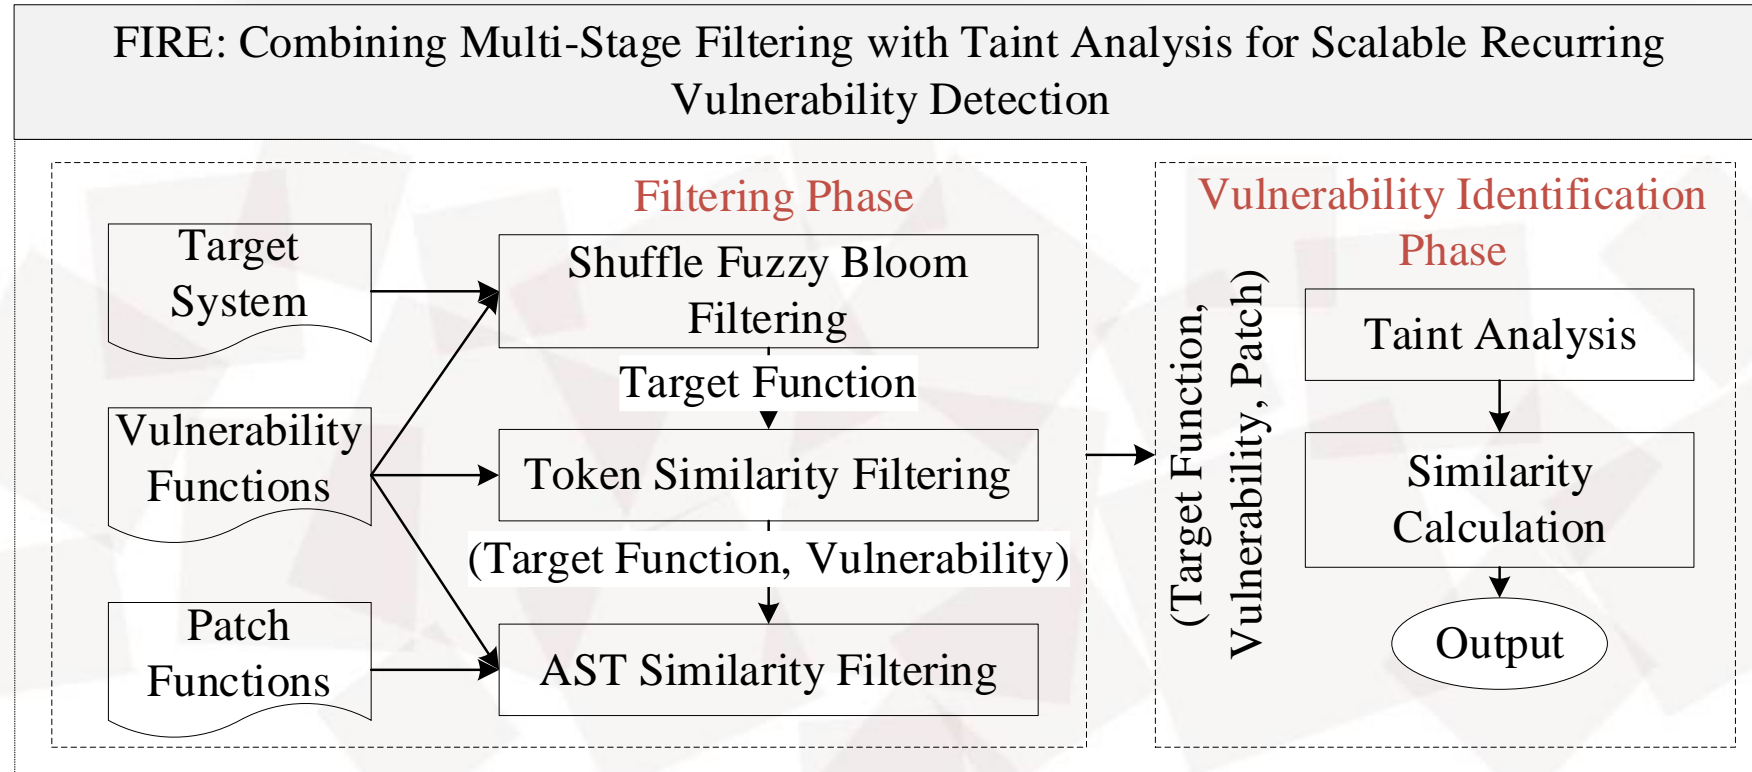 FIRE: Combining Multi-Stage Filtering with Taint Analysis for Scalable Recurring
Vulnerability Detection
Filtering Phase
Target
System
Vulnerability
Functions
Patch
Functions
Shuffle Fuzzy Bloom
Filtering
Target Function
Token Similarity Filtering
(Target Function, Vulnerability)
AST Similarity Filtering
Vulnerability Identification
Phase
(Target Function,
Vulnerability, Patch)
Taint Analysis
Similarity
Calculation
Output